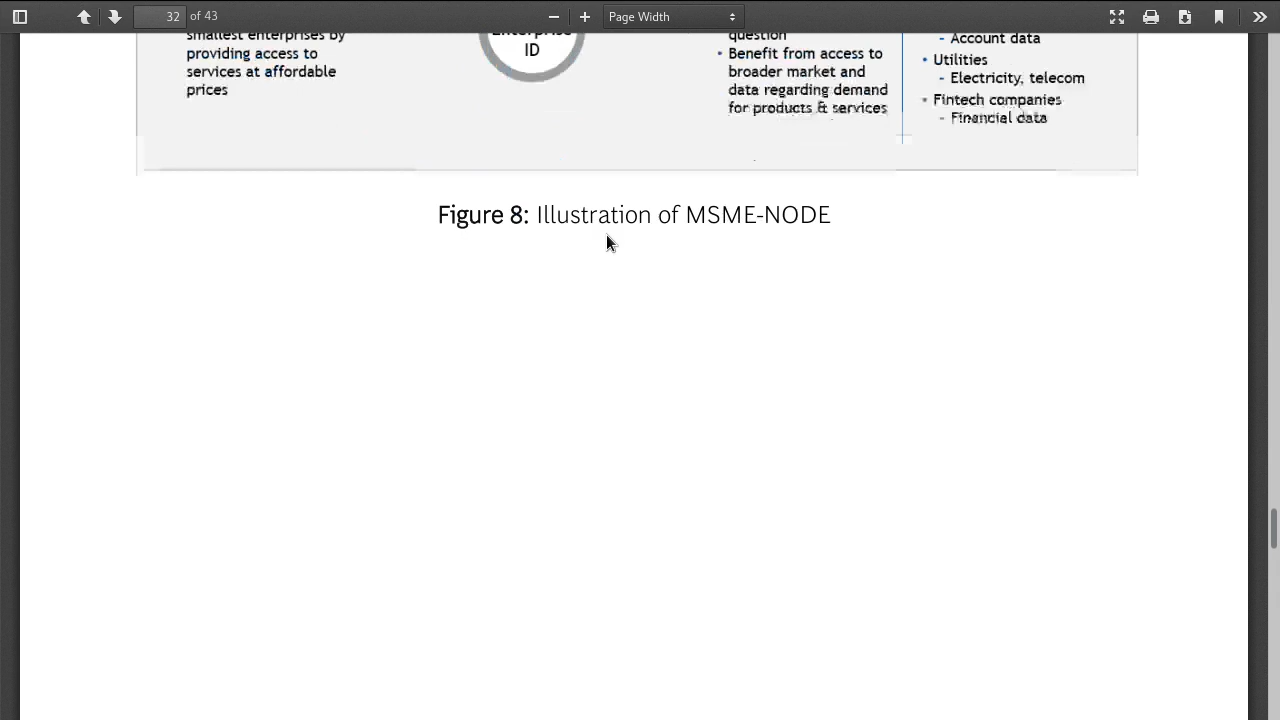 32 of 43
Page Width
smallest enterprises by
providing access to
services at affordable
prices
Enterprise
ID
question
• Benefit from access to
broader market and
data regarding demand
for products & services
- Account data
• Utilities
- Electricity, telecom
• Fintech companies
- Financial data
Figure 8: Illustration of MSME-NODE